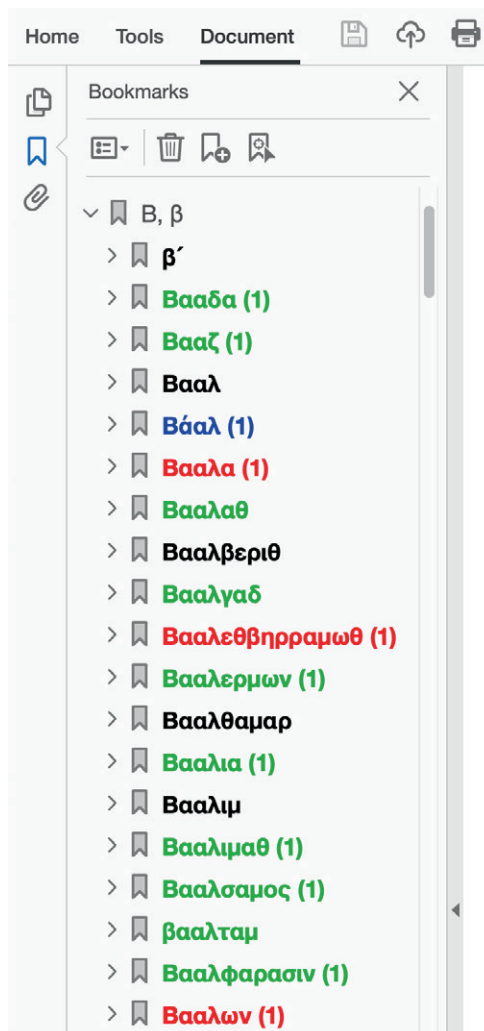 Home Tools Document
Bookmarks
Β, β
β´
Βααδα (1)
Βααζ (1)
Βααλ
Βάαλ (1)
Βααλα (1)
Βααλαθ
Βααλβεριθ
Βααλγαδ
Βααλεθβηρραμωθ (1)
Βααλερμων (1)
Βααλθαμαρ
Βααλια (1)
Βααλιμ
Βααλιμαθ (1)
Βααλσαμος (1)
βααλταμ
Βααλφαρασιν (1)
Βααλων (1)